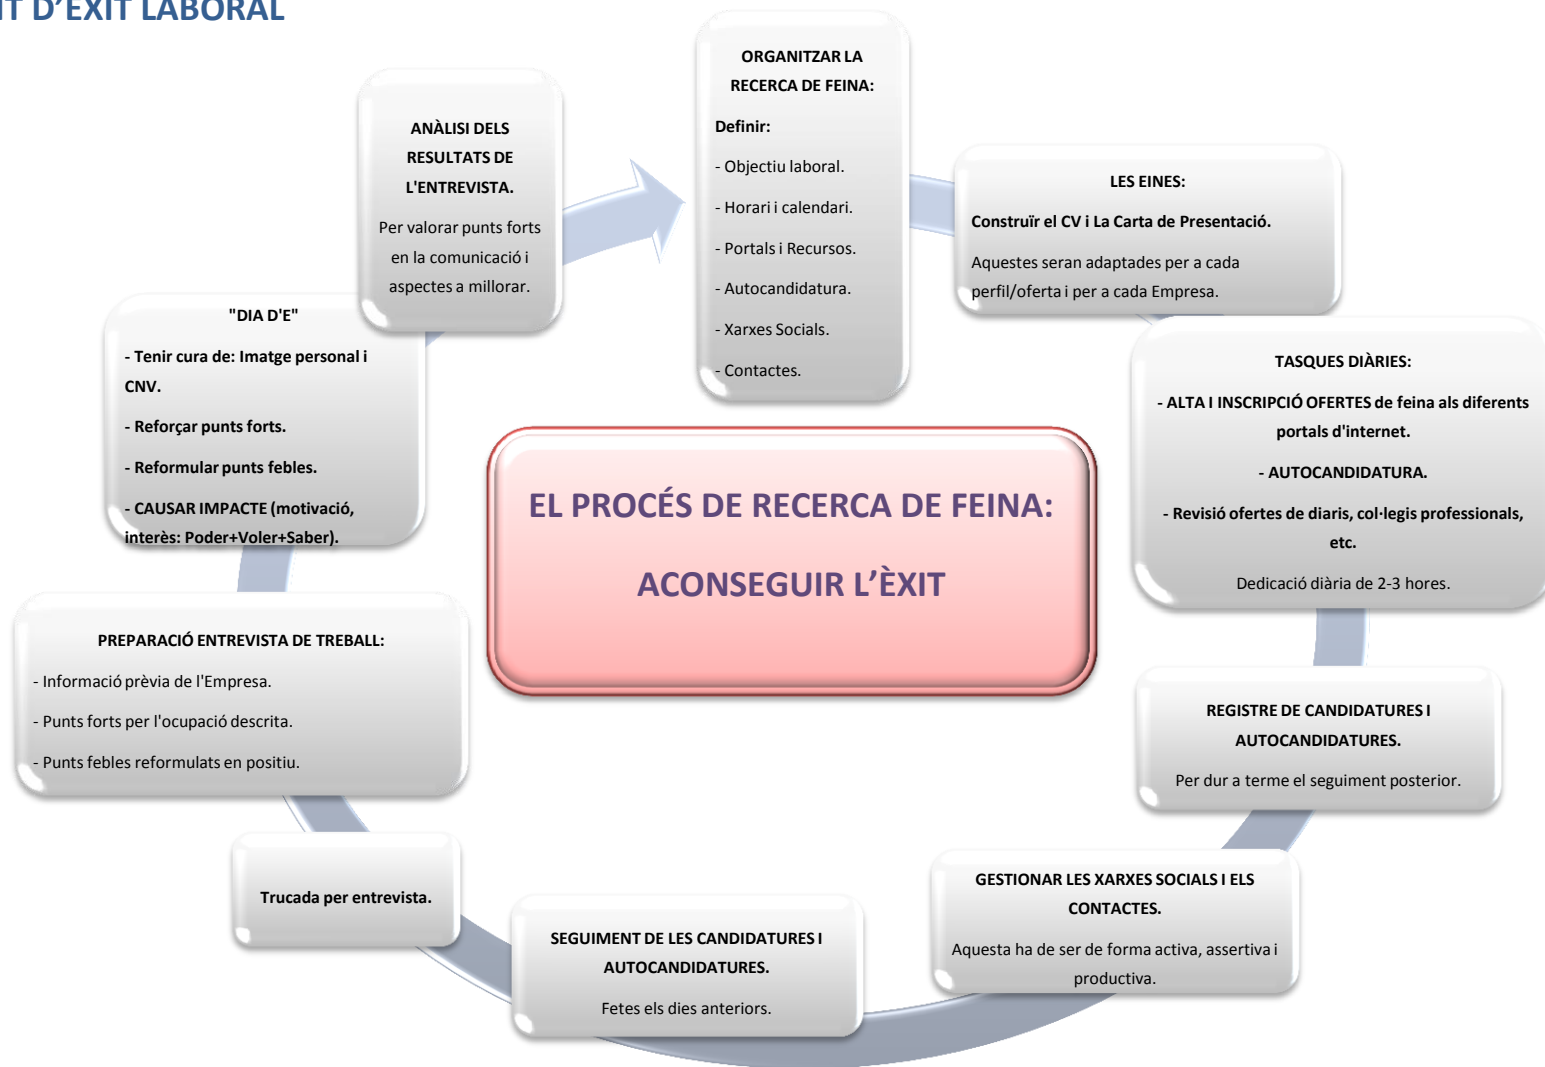 D'ÈXIT LABORAL
ORGANITZAR LA
RECERCA DE FEINA:
Definir:
- Objectiu laboral.
- Horari i calendari.
- Portals i Recursos.
- Autocandidatura.
- Xarxes Socials.
- Contactes.
LES EINES:
Construïr el CV i La Carta de Presentació.
Aquestes seran adaptades per a cada
perfil/oferta i per a cada Empresa.
TASQUES DIÀRIES:
- ALTA I INSCRIPCIÓ OFERTES de feina als diferents
portals d'internet.
- AUTOCANDIDATURA.
- Revisió ofertes de diaris, col·legis professionals,
etc.
Dedicació diària de 2-3 hores.
REGISTRE DE CANDIDATURES I
AUTOCANDIDATURES.
Per dur a terme el seguiment posterior.
GESTIONAR LES XARXES SOCIALS I ELS
CONTACTES.
Aquesta ha de ser de forma activa, assertiva i
productiva.
SEGUIMENT DE LES CANDIDATURES I
AUTOCANDIDATURES.
Fetes els dies anteriors.
Trucada per entrevista.
PREPARACIÓ ENTREVISTA DE TREBALL:
- Informació prèvia de l'Empresa.
- Punts forts per l'ocupació descrita.
- Punts febles reformulats en positiu.
"DIA D'E"
- Tenir cura de: Imatge personal i
CNV.
- Reforçar punts forts.
- Reformular punts febles.
- CAUSAR IMPACTE (motivació,
interès: Poder+Voler+Saber).
ANÀLISI DELS
RESULTATS DE
L'ENTREVISTA.
Per valorar punts forts
en la comunicació i
aspectes a millorar.
EL PROCÉS DE RECERCA DE FEINA:
ACONSEGUIR L'ÈXIT